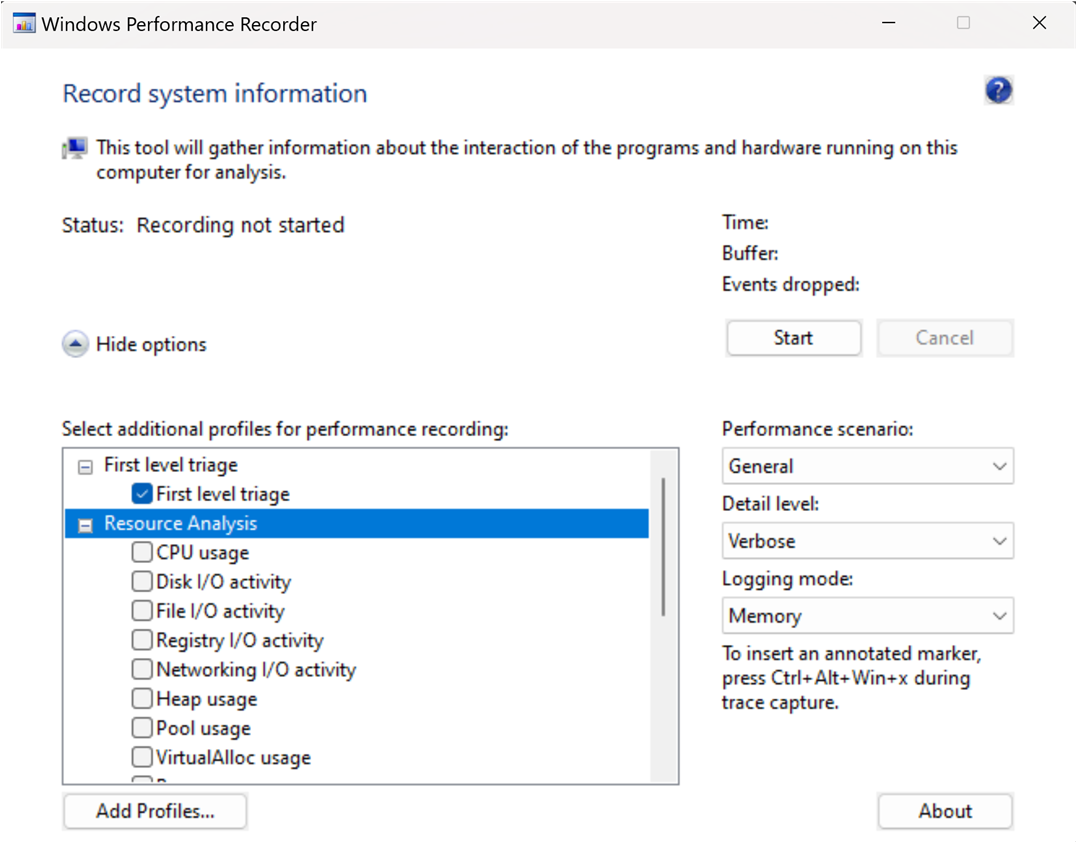 Windows Performance Recorder
Record system information
This tool will gather information about the interaction of the programs and hardware running on this
computer for analysis.
Status: Recording not started
Time:
Buffer:
Events dropped:
Hide options
Start
Cancel
Select additional profiles for performance recording:
First level triage
First level triage
Resource Analysis
CPU usage
Disk I/O activity
File I/O activity
Registry I/O activity
Networking I/O activity
Heap usage
Pool usage
VirtualAlloc usage
Performance scenario:
General
Detail level:
Verbose
Logging mode:
Memory
To insert an annotated marker,
press Ctrl+Alt+Win+x during
trace capture.
Add Profiles...
About